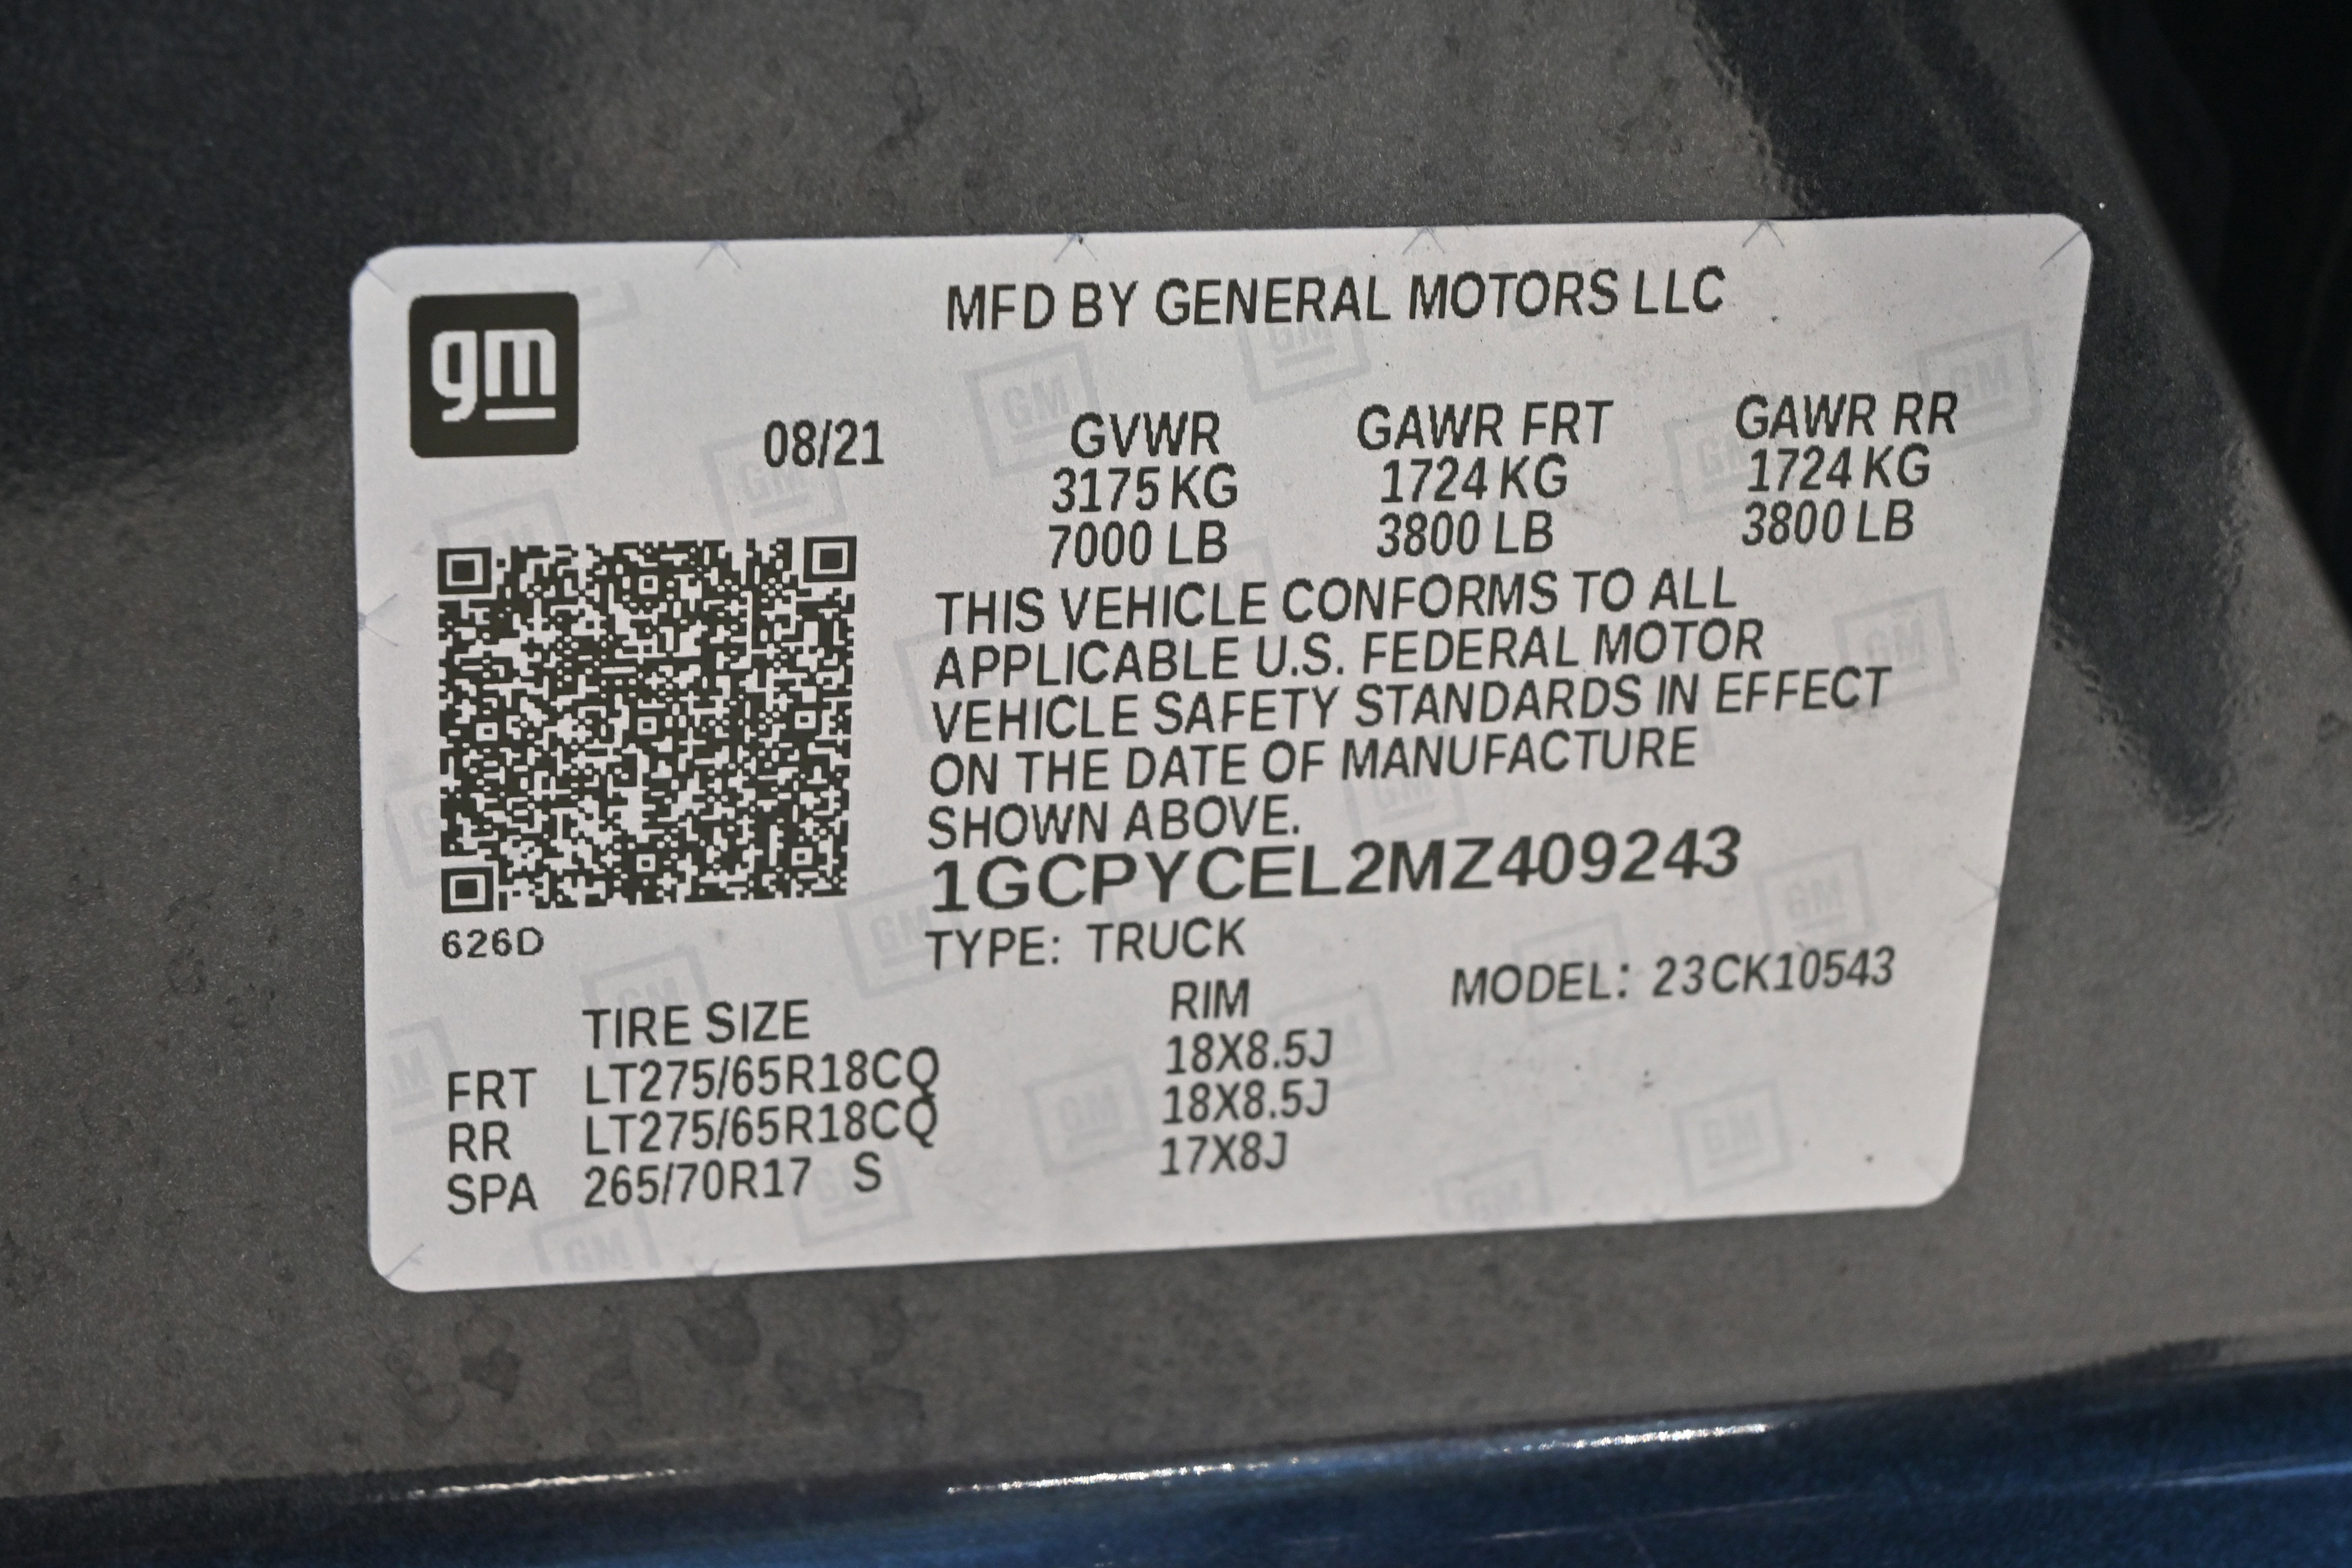 gm
MFD BY GENERAL MOTORS LLC
08/21
GVWR GAWR FRT GAWR RR
3175 KG 1724 KG 1724 KG
7000 LB 3800 LB 3800 LB
THIS VEHICLE CONFORMS TO ALL
APPLICABLE U.S. FEDERAL MOTOR
VEHICLE SAFETY STANDARDS IN EFFECT
ON THE DATE OF MANUFACTURE
SHOWN ABOVE.
1GCPYCEL2MZ409243
626D
TYPE: TRUCK
MODEL: 23CK10543
TIRE SIZE RIM
FRT LT275/65R18CQ 18X8.5J
RR LT275/65R18CQ 18X8.5J
SPA 265/70R17 S 17X8J